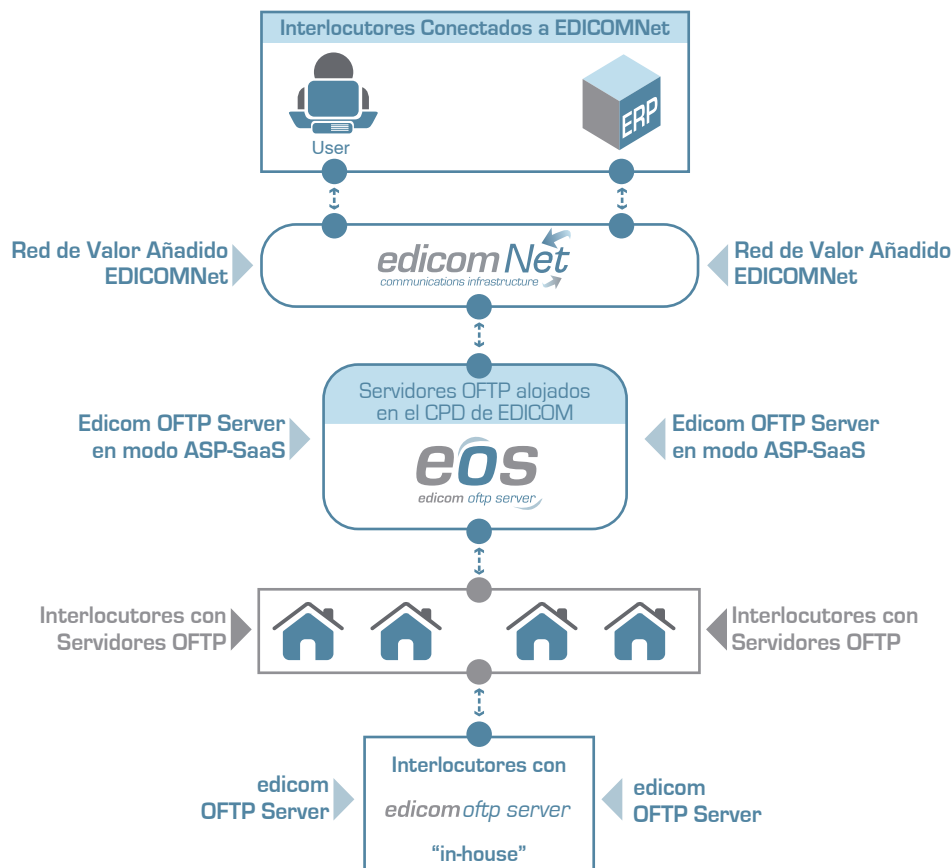 Interlocutores Conectados a EDICOMNet
User
ERP
Red de Valor Añadido
EDICOMNet
edicom Net
communications infrastructure
Red de Valor Añadido
EDICOMNet
Servidores OFTP alojados
en el CPD de EDICOM
Edicom OFTP Server
en modo ASP-SaaS
eos
edicom oftp server
Edicom OFTP Server
en modo ASP-SaaS
Interlocutores con
Servidores OFTP
Interlocutores con
Servidores OFTP
edicom
OFTP Server
Interlocutores con
edicom oftp server
“in-house”
edicom
OFTP Server